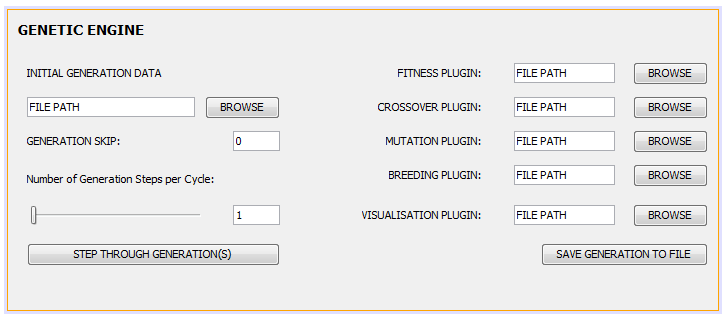 GENETIC ENGINE
INITIAL GENERATION DATA
FILE PATH BROWSE
GENERATION SKIP: 0
Number of Generation Steps per Cycle:
1
STEP THROUGH GENERATION(S)
FITNESS PLUGIN: FILE PATH BROWSE
CROSSOVER PLUGIN: FILE PATH BROWSE
MUTATION PLUGIN: FILE PATH BROWSE
BREEDING PLUGIN: FILE PATH BROWSE
VISUALISATION PLUGIN: FILE PATH BROWSE
SAVE GENERATION TO FILE